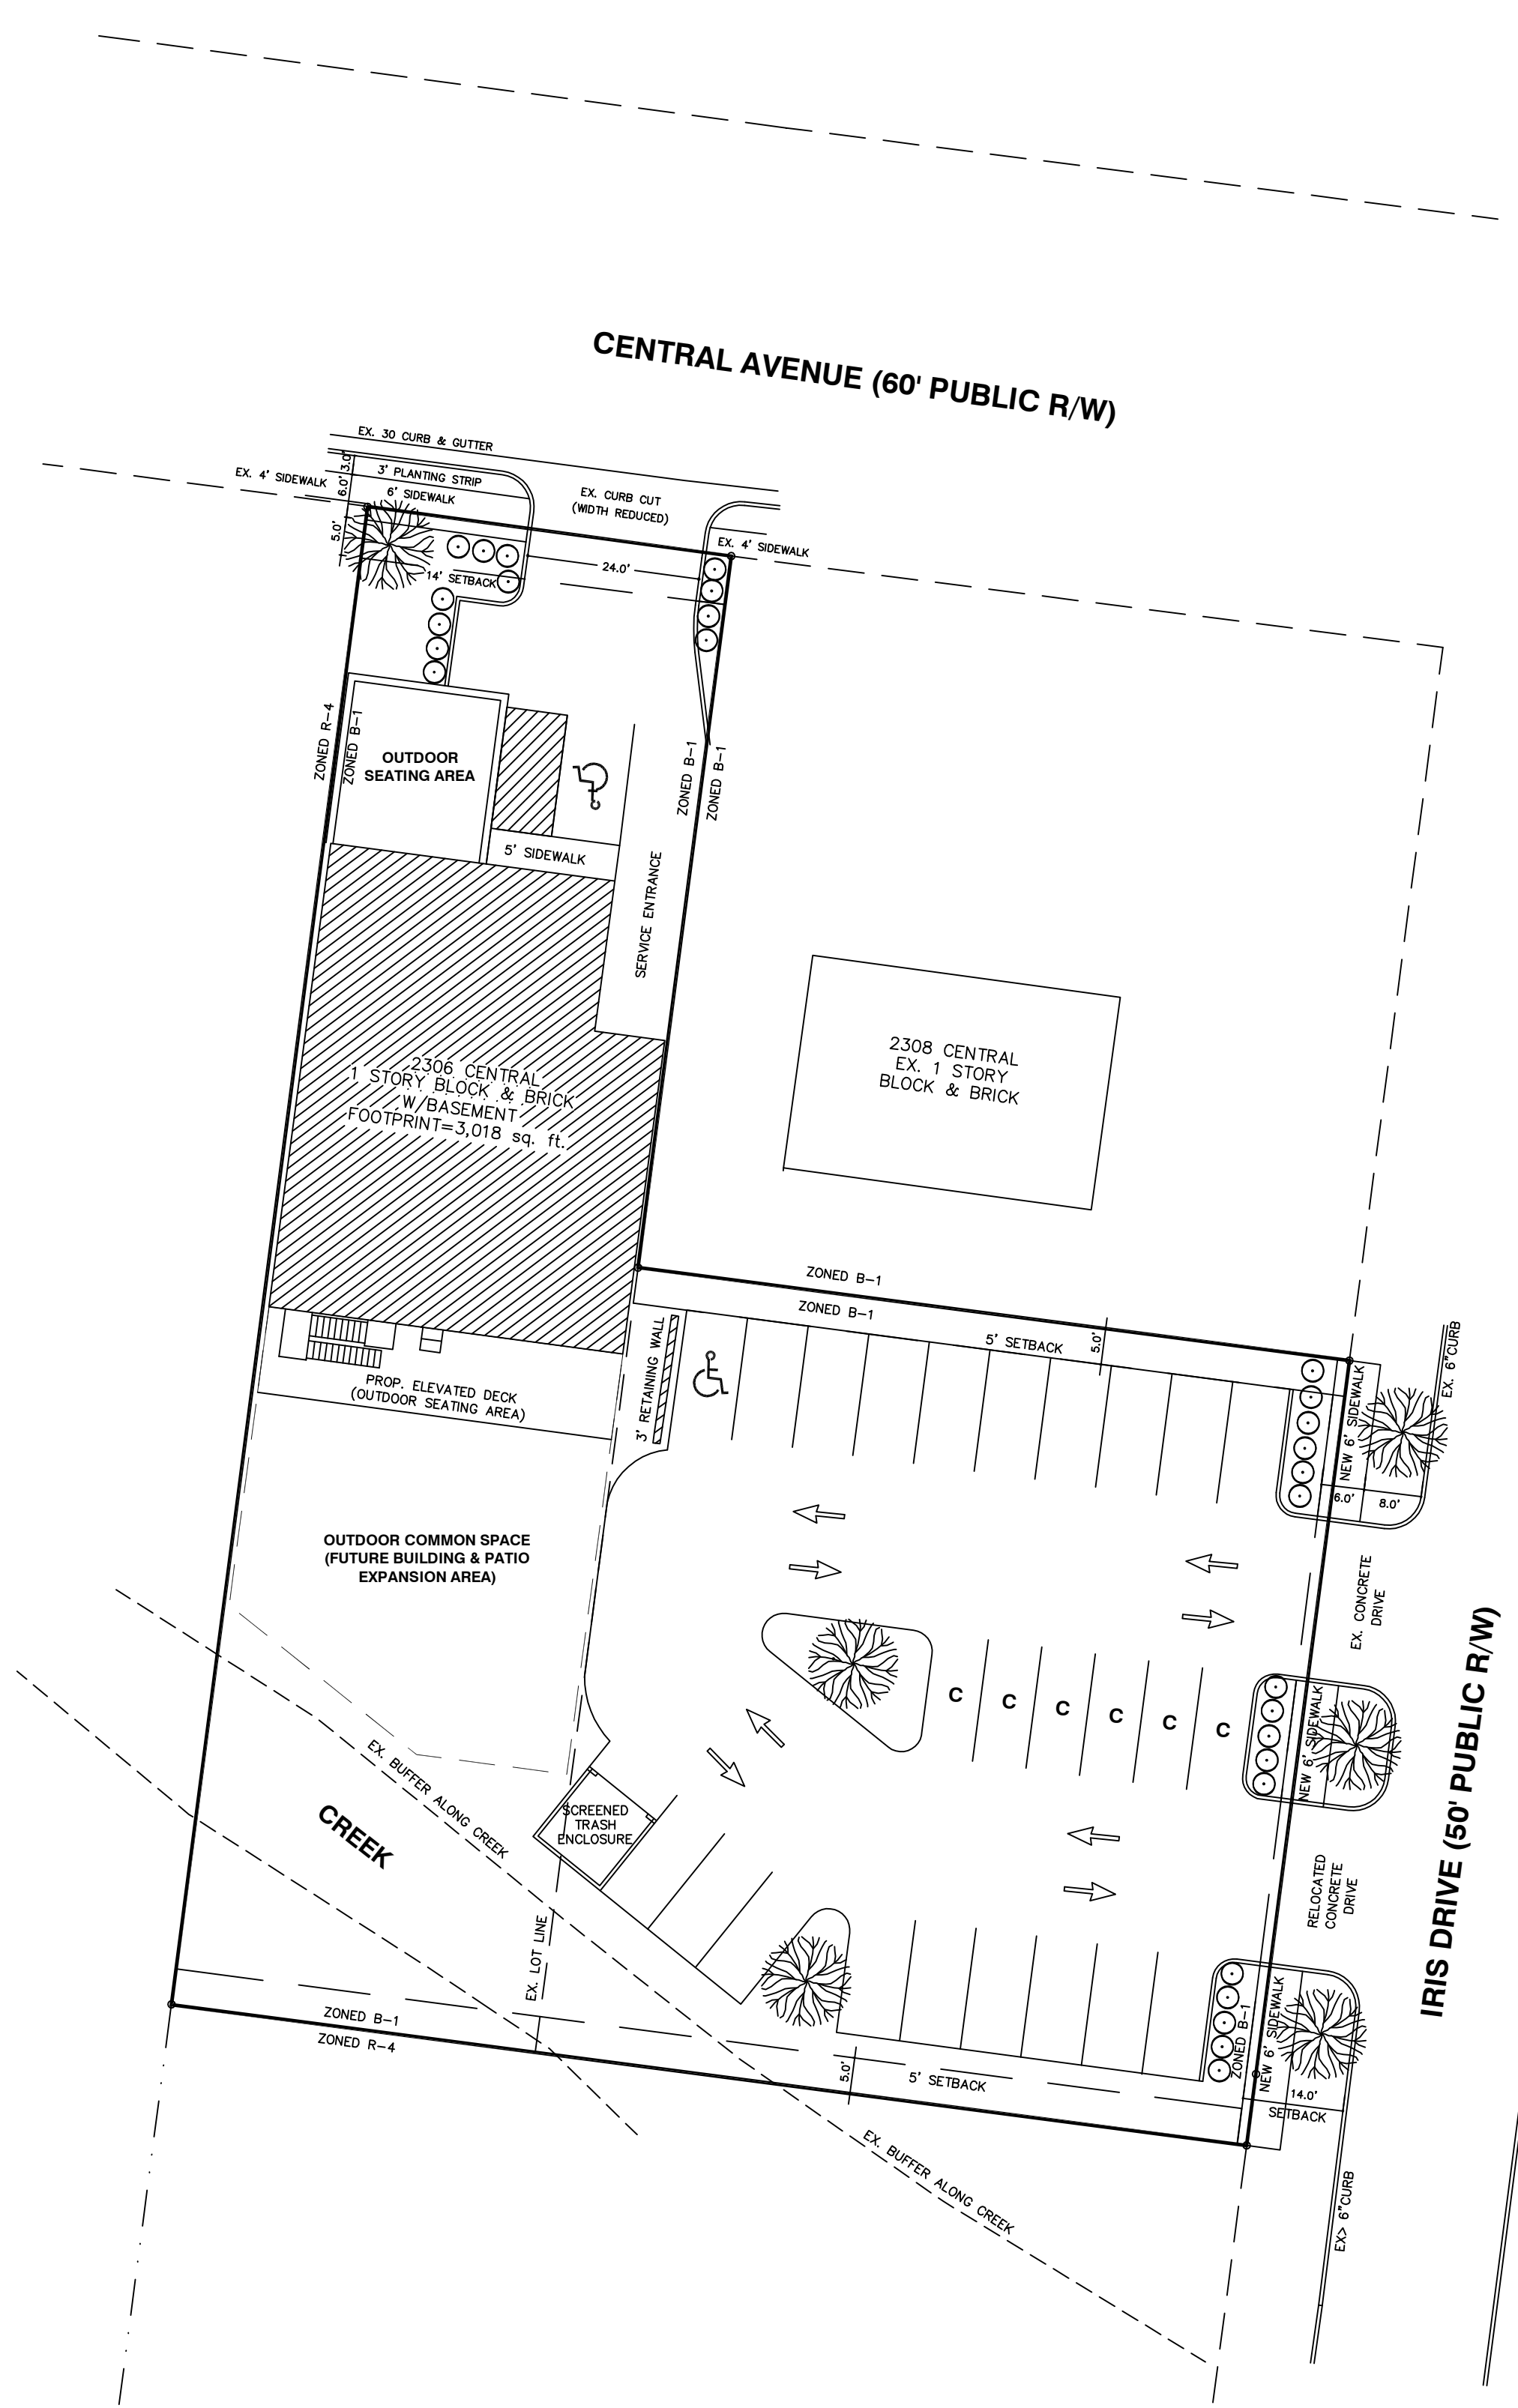 CENTRAL AVENUE (60' PUBLIC R/W)
EX. 30 CURB & GUTTER
3' PLANTING STRIP
3.0'
EX. 4' SIDEWALK
6.0'
6' SIDEWALK
EX. CURB CUT
(WIDTH REDUCED)
EX. 4' SIDEWALK
5.0'
24.0'
14' SETBACK
ZONED R-4
ZONED B-1
OUTDOOR
SEATING AREA
ZONED B-1
ZONED B-1
5' SIDEWALK
SERVICE ENTRANCE
2306 CENTRAL
1 STORY BLOCK & BRICK
W/BASEMENT
FOOTPRINT=3,018 sq. ft.
2308 CENTRAL
EX. 1 STORY
BLOCK & BRICK
ZONED B-1
ZONED B-1
5' SETBACK
5.0'
EX. 6"CURB
3' RETAINING WALL
PROP. ELEVATED DECK
(OUTDOOR SEATING AREA)
NEW 6' SIDEWALK
6.0'
8.0'
OUTDOOR COMMON SPACE
(FUTURE BUILDING & PATIO
EXPANSION AREA)
EX. CONCRETE
DRIVE
IRIS DRIVE (50' PUBLIC R/W)
C
C
C
C
C
C
NEW 6' SIDEWALK
EX. BUFFER ALONG CREEK
CREEK
SCREENED
TRASH
ENCLOSURE
RELOCATED
CONCRETE
DRIVE
EX. LOT LINE
ZONED B-1
ZONED R-4
5.0'
5' SETBACK
ZONED B-1
NEW 6' SIDEWALK
14.0'
SETBACK
EX. BUFFER ALONG CREEK
EX> 6"CURB